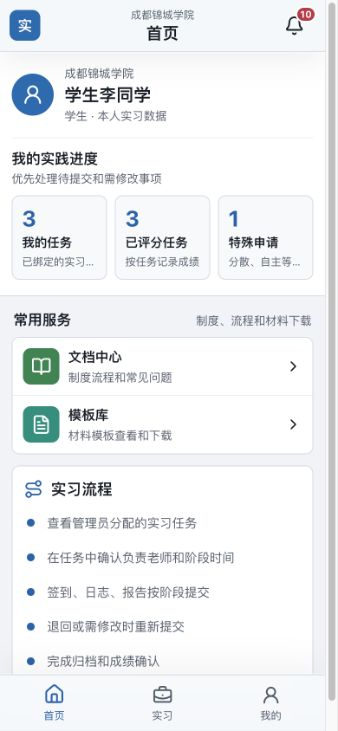 实
成都锦城学院
首页
10
成都锦城学院
学生李同学
学生 · 本人实习数据
我的实践进度
优先处理待提交和需修改事项
3
我的任务
已绑定的实习...
3
已评分任务
按任务记录成绩
1
特殊申请
分散、自主等...
常用服务
制度、流程和材料下载
文档中心
制度流程和常见问题
模板库
材料模板查看和下载
实习流程
查看管理员分配的实习任务
在任务中确认负责老师和阶段时间
签到、日志、报告按阶段提交
退回或需修改时重新提交
完成归档和成绩确认
首页
实习
我的